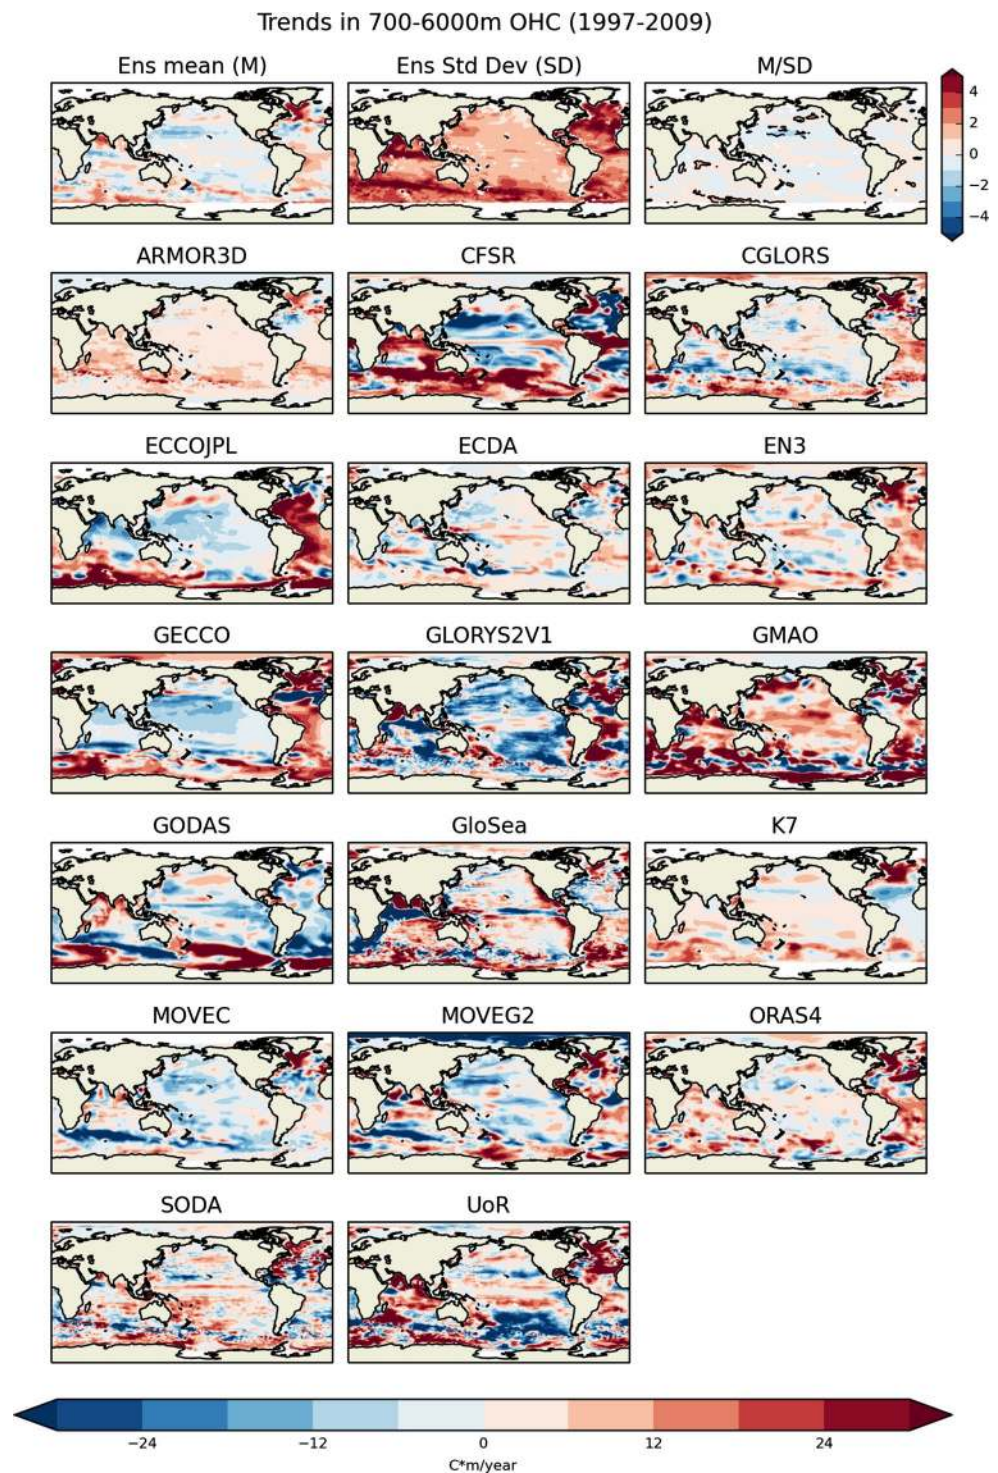 Trends in 700-6000m OHC (1997-2009)
Ens mean (M) Ens Std Dev (SD) M/SD
4
2
0
−2
−4
ARMOR3D CFSR CGLORS
ECCOJPL ECDA EN3
GECCO GLORYS2V1 GMAO
GODAS GloSea K7
MOVEC MOVEG2 ORAS4
SODA UoR
−24 −12 0 12 24
C*m/year